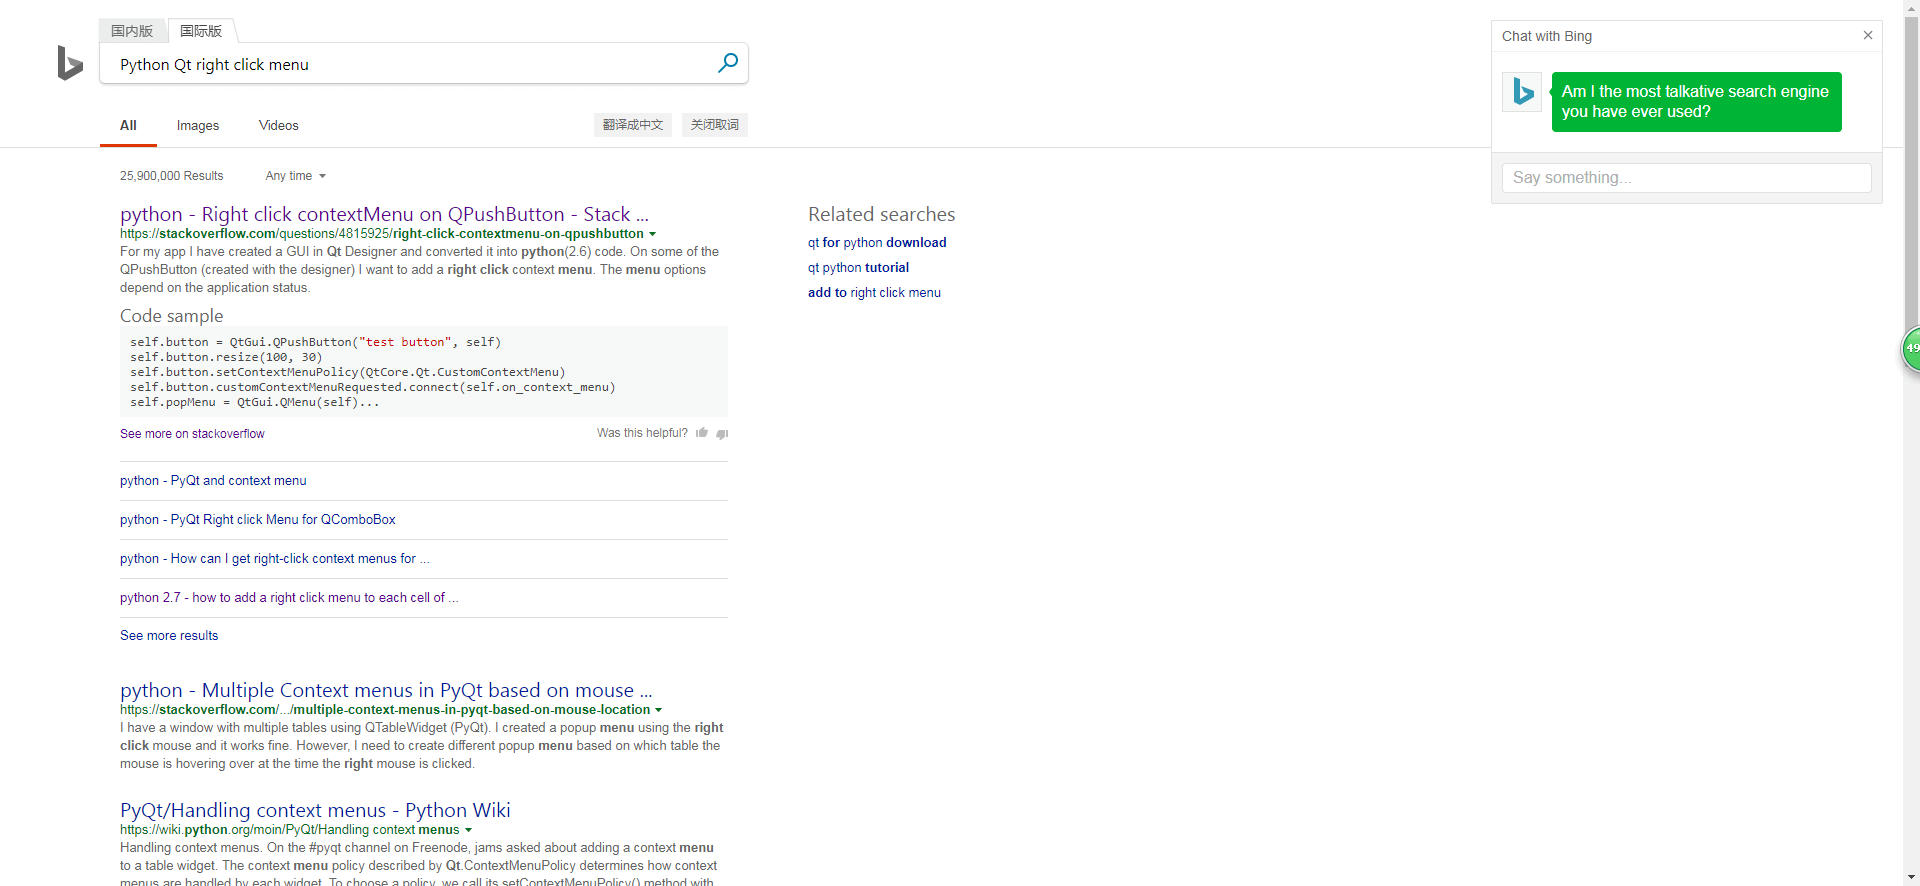 国内版
国际版
Python Qt right click menu
All
Images
Videos
翻译成中文
关闭取词
25,900,000 Results
Any time
python - Right click contextMenu on QPushButton - Stack ...
https://stackoverflow.com/questions/4815925/right-click-contextmenu-on-qpushbutton
For my app I have created a GUI in Qt Designer and converted it into python(2.6) code. On some of the
QPushButton (created with the designer) I want to add a right click context menu. The menu options
depend on the application status.
Code sample
self.button = QtGui.QPushButton("test button", self)
self.button.resize(100, 30)
self.button.setContextMenuPolicy(QtCore.Qt.CustomContextMenu)
self.button.customContextMenuRequested.connect(self.on_context_menu)
self.popMenu = QtGui.QMenu(self)...
See more on stackoverflow
Was this helpful?
python - PyQt and context menu
python - PyQt Right click Menu for QComboBox
python - How can I get right-click context menus for ...
python 2.7 - how to add a right click menu to each cell of ...
See more results
python - Multiple Context menus in PyQt based on mouse ...
https://stackoverflow.com/.../multiple-context-menus-in-pyqt-based-on-mouse-location
I have a window with multiple tables using QTableWidget (PyQt). I created a popup menu using the right
click mouse and it works fine. However, I need to create different popup menu based on which table the
mouse is hovering over at the time the right mouse is clicked.
PyQt/Handling context menus - Python Wiki
https://wiki.python.org/moin/PyQt/Handling context menus
Handling context menus. On the #pyqt channel on Freenode, jams asked about adding a context menu
to a table widget. The context menu policy described by Qt.ContextMenuPolicy determines how context
menus are handled by each widget. To choose a policy, we call its setContextMenuPolicy() method with
Related searches
qt for python download
qt python tutorial
add to right click menu
Chat with Bing
Am I the most talkative search engine
you have ever used?
Say something...
49